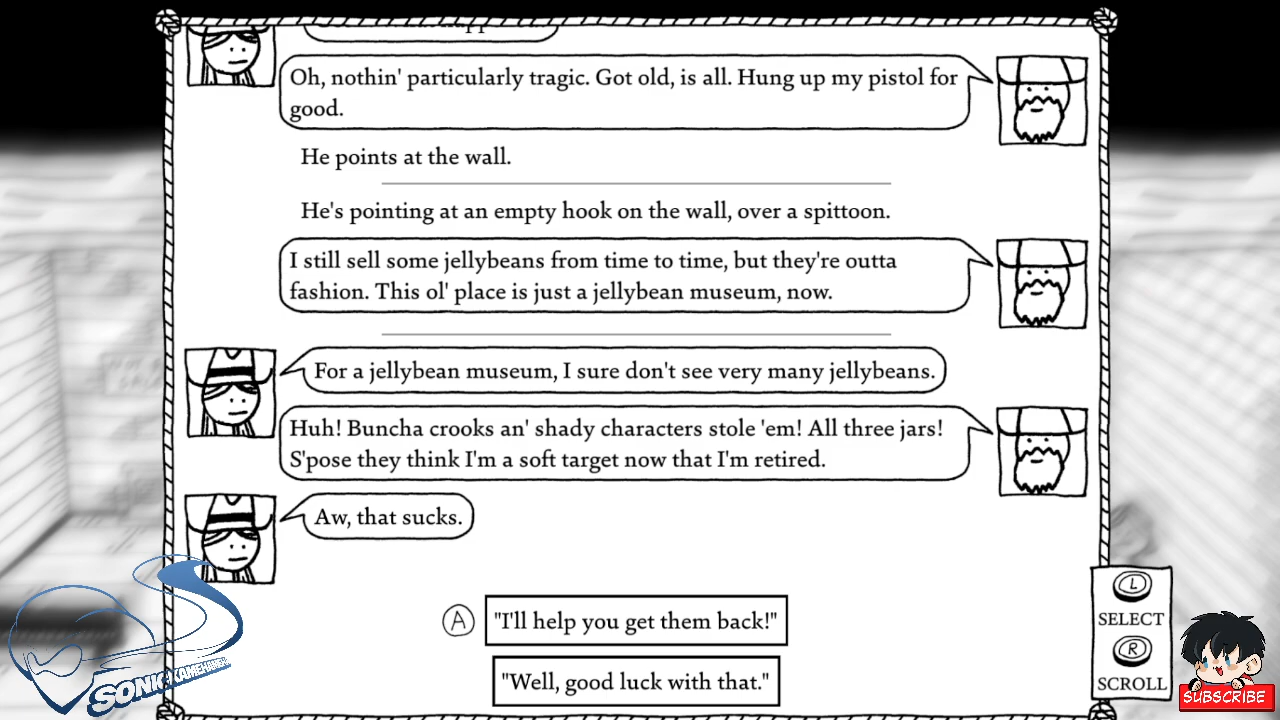 Oh, nothin' particularly tragic. Got old, is all. Hung up my pistol for
good.
He points at the wall.
He's pointing at an empty hook on the wall, over a spittoon.
I still sell some jellybeans from time to time, but they're outta
fashion. This ol' place is just a jellybean museum, now.
For a jellybean museum, I sure don't see very many jellybeans.
Huh! Buncha crooks an' shady characters stole 'em! All three jars!
S'pose they think I'm a soft target now that I'm retired.
Aw, that sucks.
A "I'll help you get them back!"
"Well, good luck with that."
L
SELECT
R
SCROLL
SONICKAMEHAMEHA
SUBSCRIBE